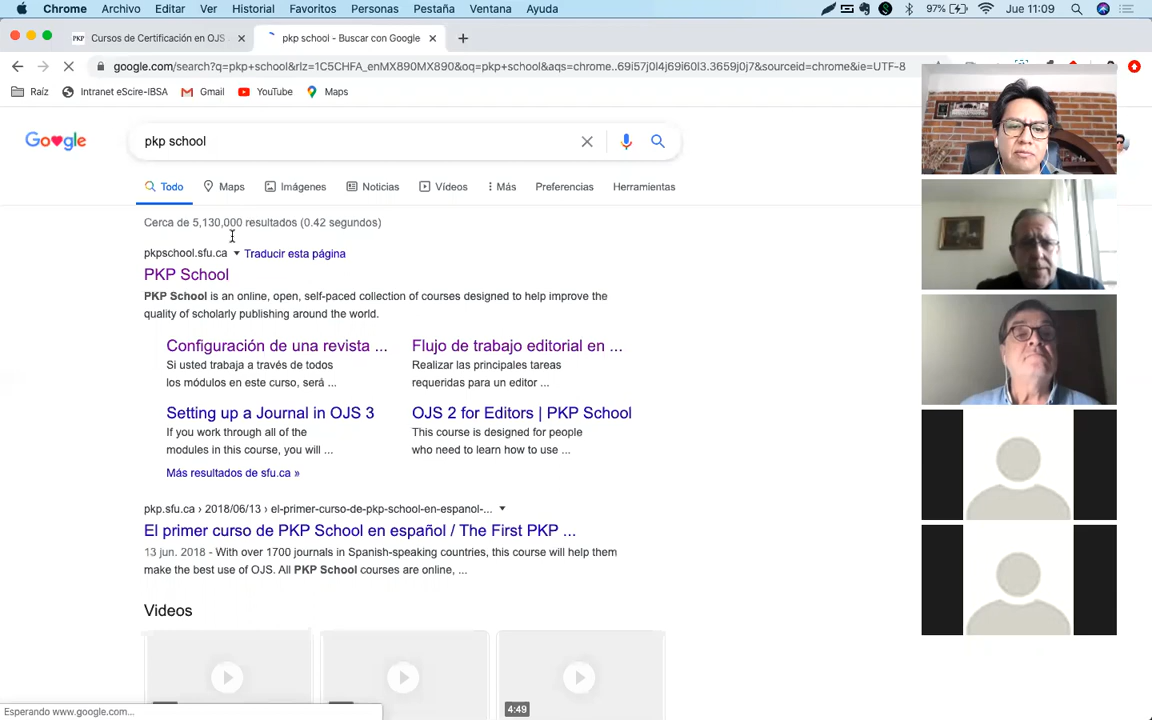 Chrome Archivo Editar Ver Historial Favoritos Personas Pestaña Ventana Ayuda 97% Jue 11:09
PKP Cursos de Certificación en OJS × pkp school - Buscar con Google × +
google.com/search?q=pkp+school&rlz=1C5CHFA_enMX890MX890&oq=pkp+school&aqs=chrome..69i57j0l4j69i60l3.3659j0j7&sourceid=chrome&ie=UTF-8
Raíz Intranet eScire-IBSA Gmail YouTube Maps
Google pkp school
Todo Maps Imágenes Noticias Vídeos Más Preferencias Herramientas
Cerca de 5,130,000 resultados (0.42 segundos)
pkpschool.sfu.ca Traducir esta página
PKP School
PKP School is an online, open, self-paced collection of courses designed to help improve the
quality of scholarly publishing around the world.
Configuración de una revista ... Flujo de trabajo editorial en ...
Si usted trabaja a través de todos Realizar las principales tareas
los módulos en este curso, será ... requeridas para un editor ...
Setting up a Journal in OJS 3 OJS 2 for Editors | PKP School
If you work through all of the This course is designed for people
modules in this course, you will ... who need to learn how to use ...
Más resultados de sfu.ca »
pkp.sfu.ca › 2018/06/13 › el-primer-curso-de-pkp-school-en-espanol-...
El primer curso de PKP School en español / The First PKP ...
13 jun. 2018 - With over 1700 journals in Spanish-speaking countries, this course will help them
make the best use of OJS. All PKP School courses are online, ...
Videos
4:49
Esperando www.google.com...